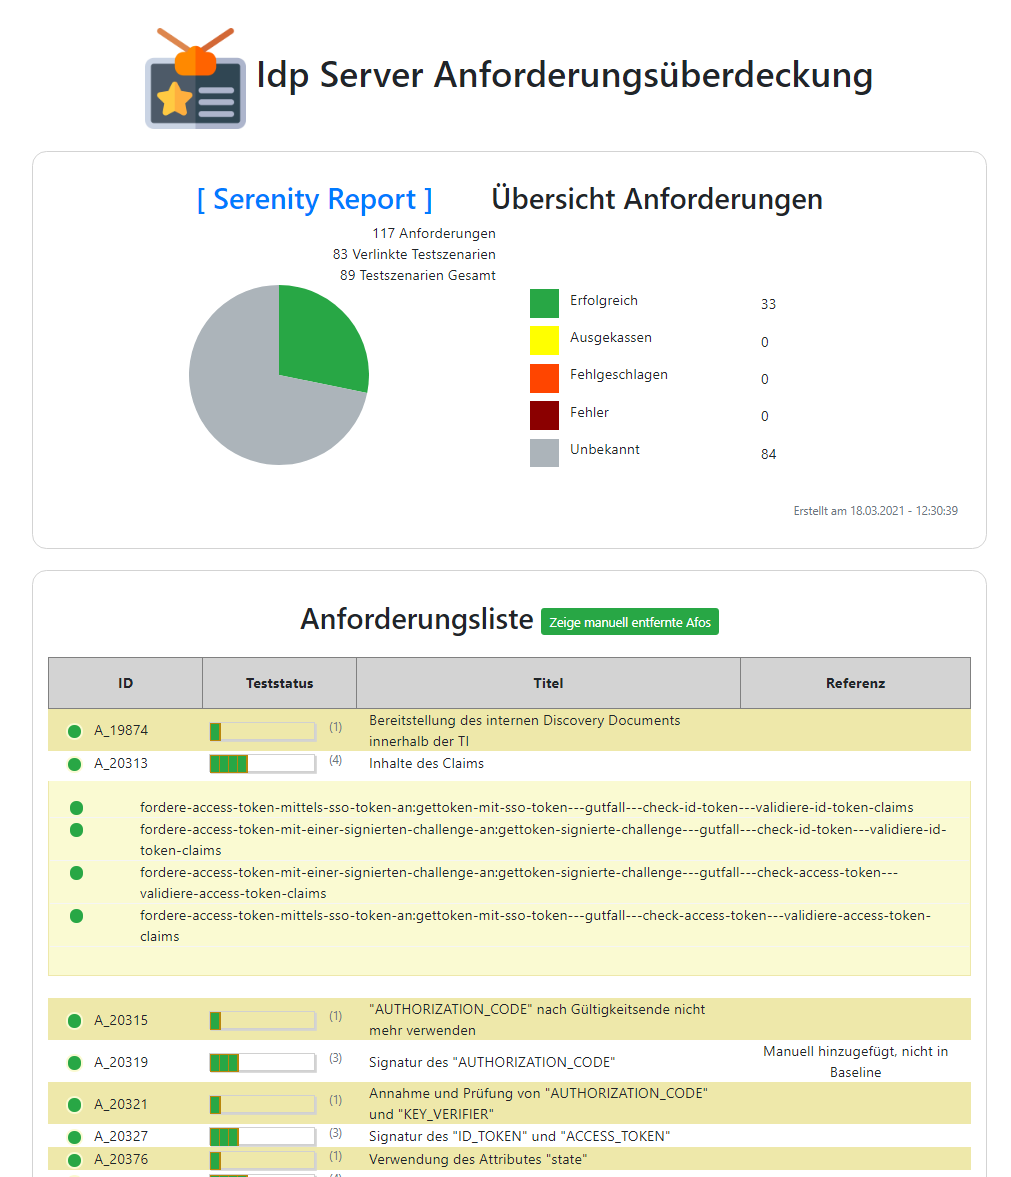 Idp Server Anforderungsüberdeckung
[ Serenity Report ]
Übersicht Anforderungen
117 Anforderungen
83 Verlinkte Testszenarien
89 Testszenarien Gesamt
Erfolgreich 33
Ausgekassen 0
Fehlgeschlagen 0
Fehler 0
Unbekannt 84
Erstellt am 18.03.2021 - 12:30:39
Anforderungsliste Zeige manuell entfernte Afos
ID Teststatus Titel Referenz
A_19874 (1) Bereitstellung des internen Discovery Documents
innerhalb der TI
A_20313 (4) Inhalte des Claims
fordere-access-token-mittels-sso-token-an:gettoken-mit-sso-token---gutfall---check-id-token---validiere-id-token-claims
fordere-access-token-mit-einer-signierten-challenge-an:gettoken-signierte-challenge---gutfall---check-id-token---validiere-id-
token-claims
fordere-access-token-mit-einer-signierten-challenge-an:gettoken-signierte-challenge---gutfall---check-access-token---
validiere-access-token-claims
fordere-access-token-mittels-sso-token-an:gettoken-mit-sso-token---gutfall---check-access-token---validiere-access-token-
claims
A_20315 (1) "AUTHORIZATION_CODE" nach Gültigkeitsende nicht
mehr verwenden
A_20319 (3) Signatur des "AUTHORIZATION_CODE" Manuell hinzugefügt, nicht in
Baseline
A_20321 (1) Annahme und Prüfung von "AUTHORIZATION_CODE"
und "KEY_VERIFIER"
A_20327 (3) Signatur des "ID_TOKEN" und "ACCESS_TOKEN"
A_20376 (1) Verwendung des Attributes "state"